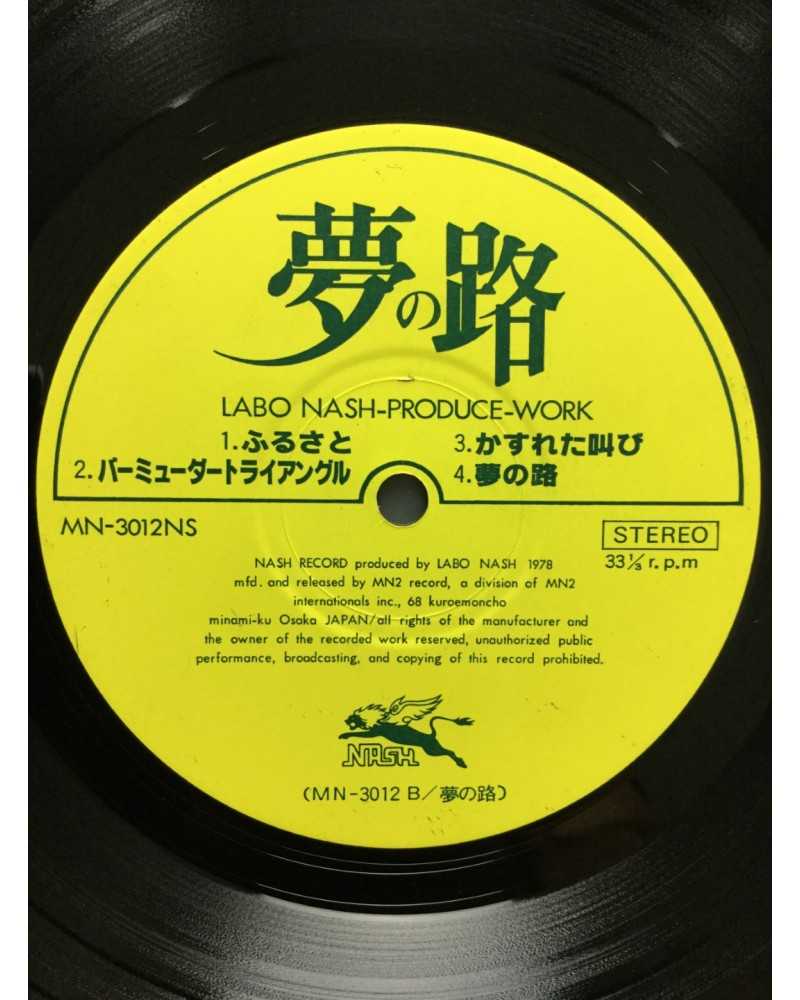 夢の路
LABO NASH-PRODUCE-WORK
1.ふるさと
2.バーミューダートライアングル
3.かすれた叫び
4.夢の路
MN-3012NS
STEREO
33⅓ r.p.m
NASH RECORD produced by LABO NASH 1978
mfd. and released by MN2 record, a division of MN2
internationals inc., 68 kuroemoncho
minami-ku Osaka JAPAN/all rights of the manufacturer and
the owner of the recorded work reserved, unauthorized public
performance, broadcasting, and copying of this record prohibited.
NASH
(MN-3012 B/夢の路)